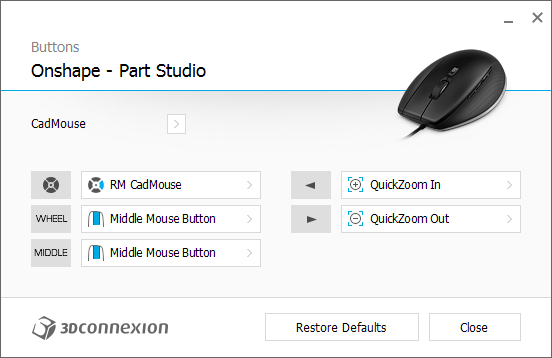 Buttons
Onshape - Part Studio
CadMouse
RM CadMouse
QuickZoom In
WHEEL
Middle Mouse Button
QuickZoom Out
MIDDLE
Middle Mouse Button
3DCONNEXION
Restore Defaults
Close